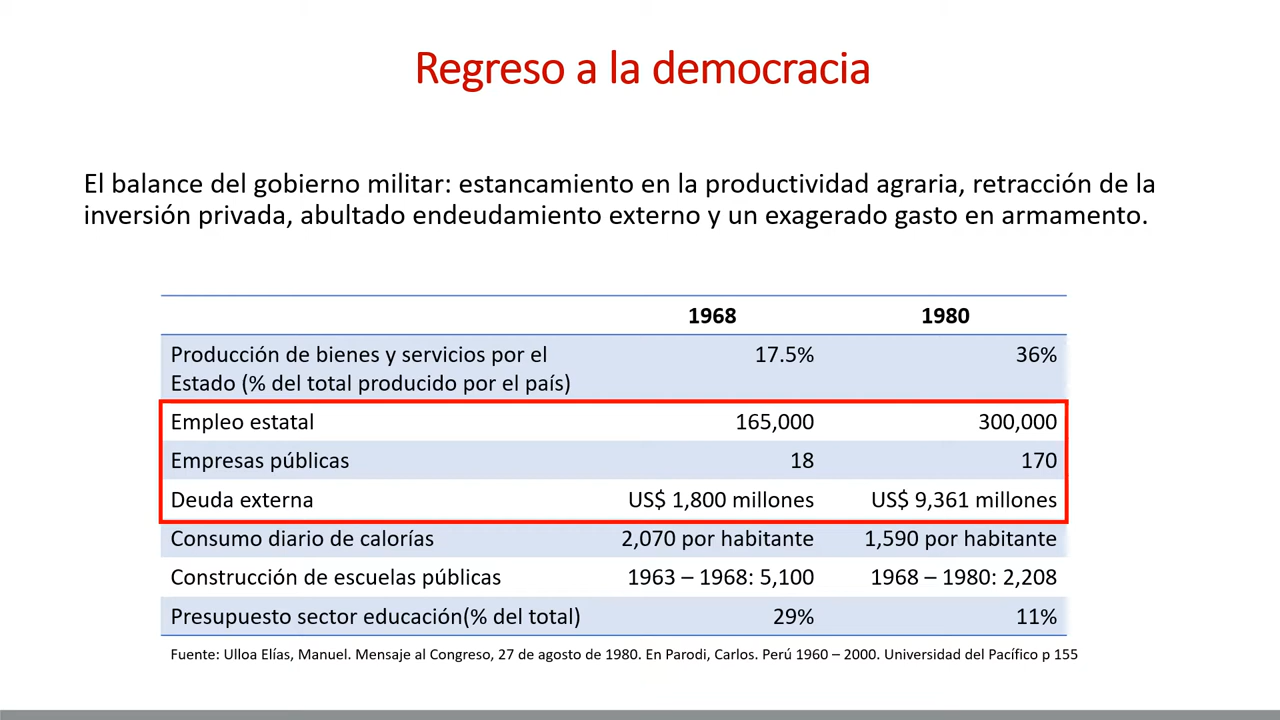 Regreso a la democracia
El balance del gobierno militar: estancamiento en la productividad agraria, retracción de la
inversión privada, abultado endeudamiento externo y un exagerado gasto en armamento.
1968 1980
Producción de bienes y servicios por el 17.5% 36%
Estado (% del total producido por el país)
Empleo estatal 165,000 300,000
Empresas públicas 18 170
Deuda externa US$ 1,800 millones US$ 9,361 millones
Consumo diario de calorías 2,070 por habitante 1,590 por habitante
Construcción de escuelas públicas 1963 – 1968: 5,100 1968 – 1980: 2,208
Presupuesto sector educación(% del total) 29% 11%
Fuente: Ulloa Elías, Manuel. Mensaje al Congreso, 27 de agosto de 1980. En Parodi, Carlos. Perú 1960 – 2000. Universidad del Pacífico p 155